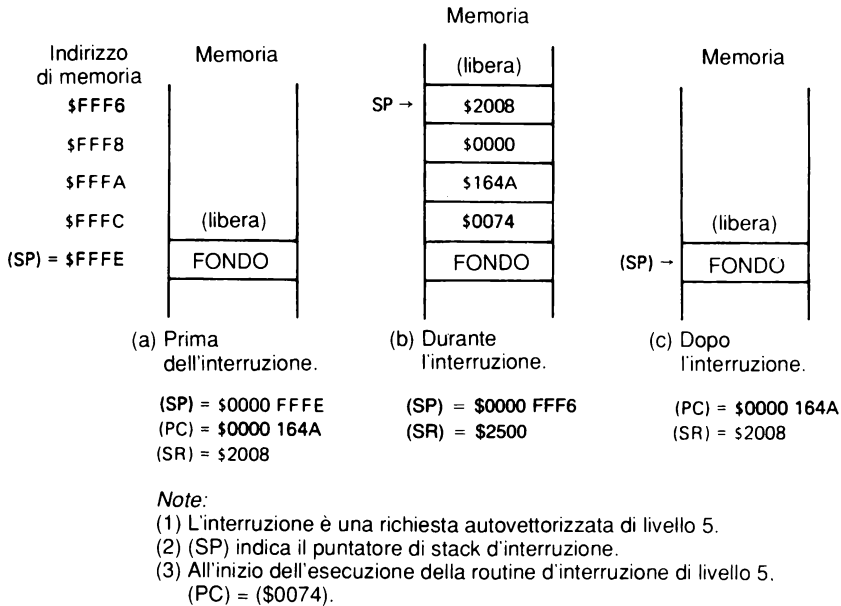 Memoria
Indirizzo
di memoria
Memoria
Memoria
(libera)
$FFF6
SP →
$2008
$FFF8
$0000
$FFFA
$164A
$FFFC
(libera)
$0074
(libera)
(SP) = $FFFE
FONDO
FONDO
(SP) →
FONDO
(a) Prima
dell'interruzione.
(b) Durante
l'interruzione.
(c) Dopo
l'interruzione.
(SP) = $0000 FFFE
(PC) = $0000 164A
(SR) = $2008
(SP) = $0000 FFF6
(SR) = $2500
(PC) = $0000 164A
(SR) = $2008
Note:
(1) L'interruzione è una richiesta autovettorizzata di livello 5.
(2) (SP) indica il puntatore di stack d'interruzione.
(3) All'inizio dell'esecuzione della routine d'interruzione di livello 5.
(PC) = ($0074).